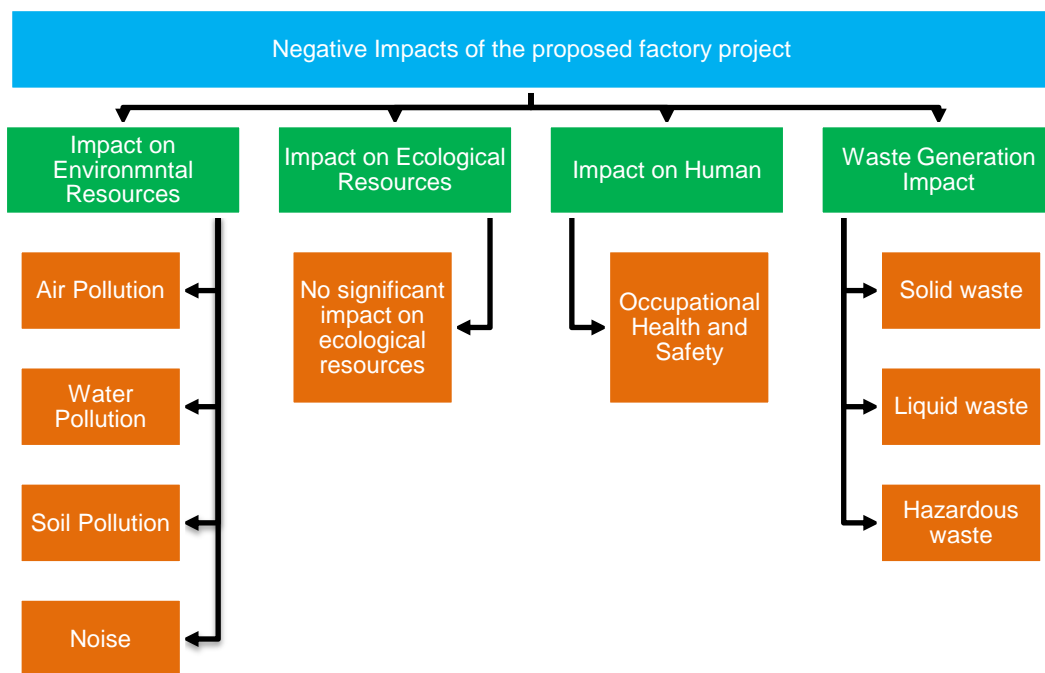 Negative Impacts of the proposed factory project
Impact on
Environmntal
Resources
Impact on Ecological
Resources
Impact on Human
Waste Generation
Impact
Air Pollution
Water
Pollution
Soil Pollution
Noise
No significant
impact on
ecological
resources
Occupational
Health and
Safety
Solid waste
Liquid waste
Hazardous
waste